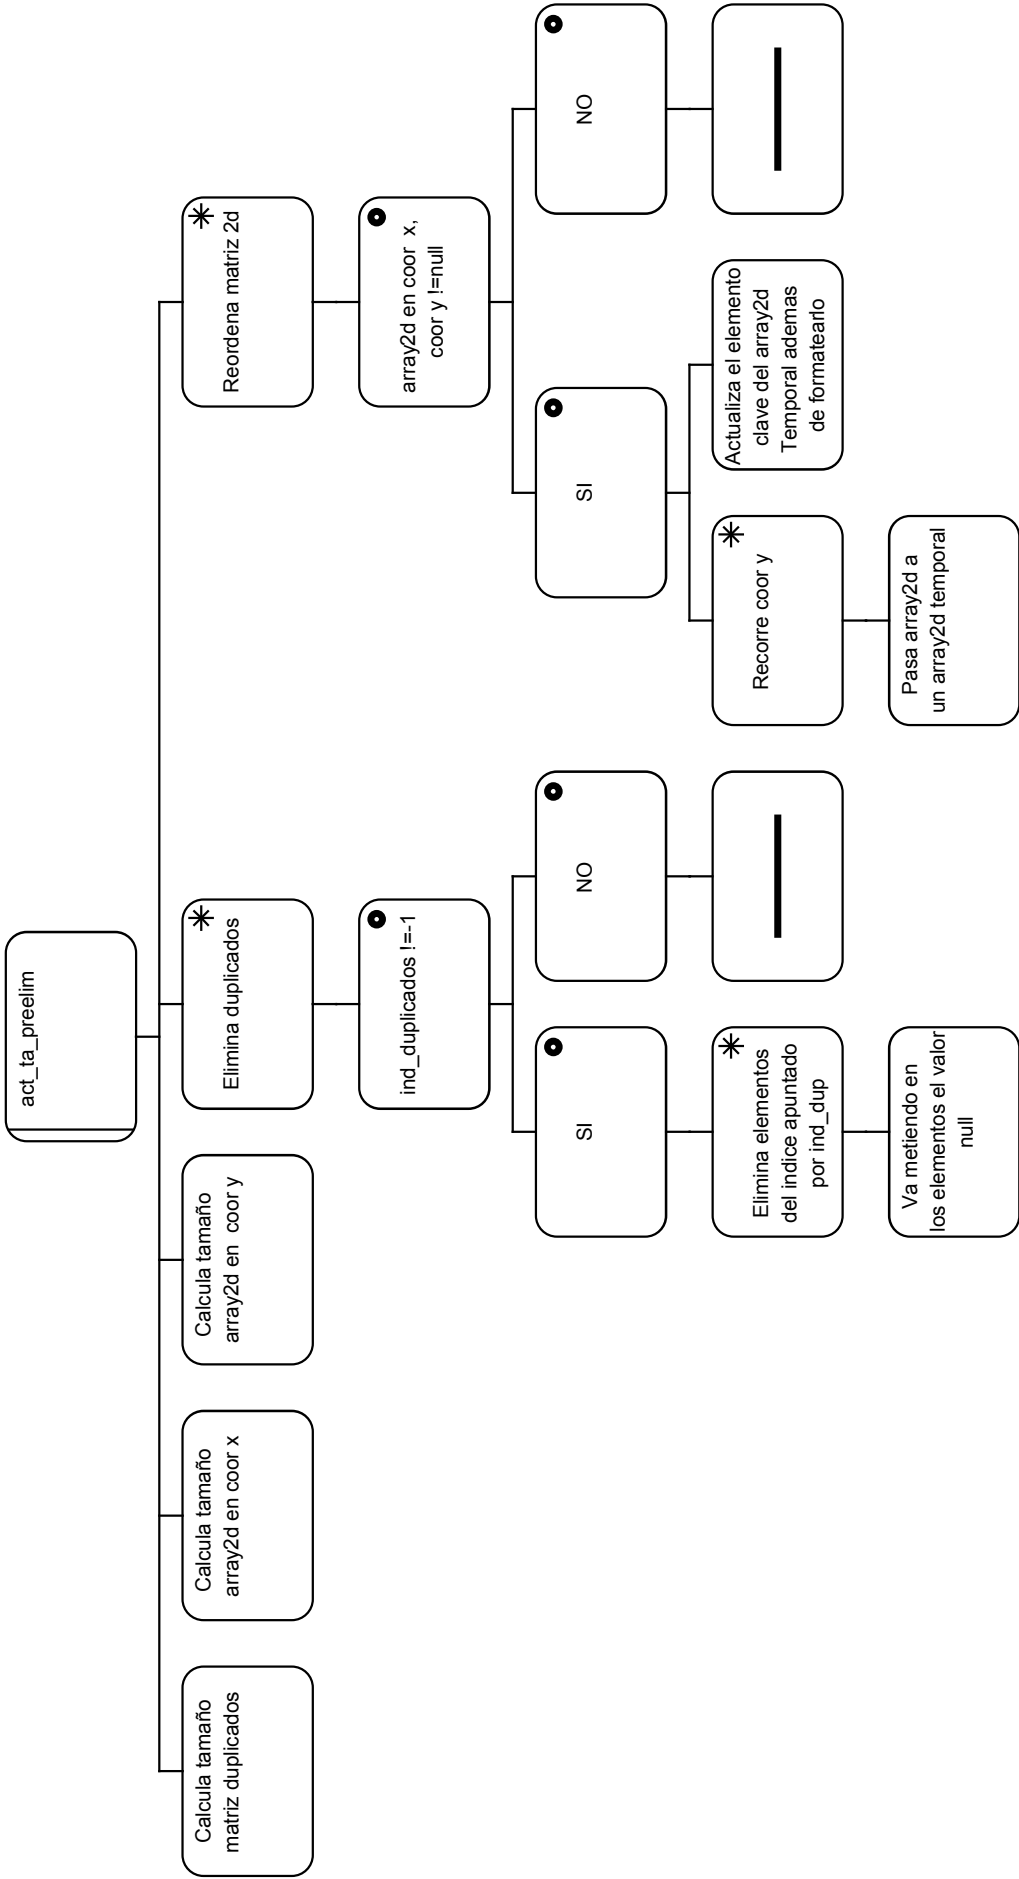 act_ta_preelim
Calcula tamaño
matriz duplicados
Calcula tamaño
array2d en coor x
Calcula tamaño
array2d en  coor y
Elimina duplicados
Reordena matriz 2d
ind_duplicados !=-1
array2d en coor  x,
coor y !=null
SI
NO
SI
NO
Elimina elementos
del indice apuntado
por ind_dup
Recorre coor y
Actualiza el elemento
clave del array2d
Temporal ademas
de formatearlo
Va metiendo en
los elementos el valor
null
Pasa array2d a
un array2d temporal